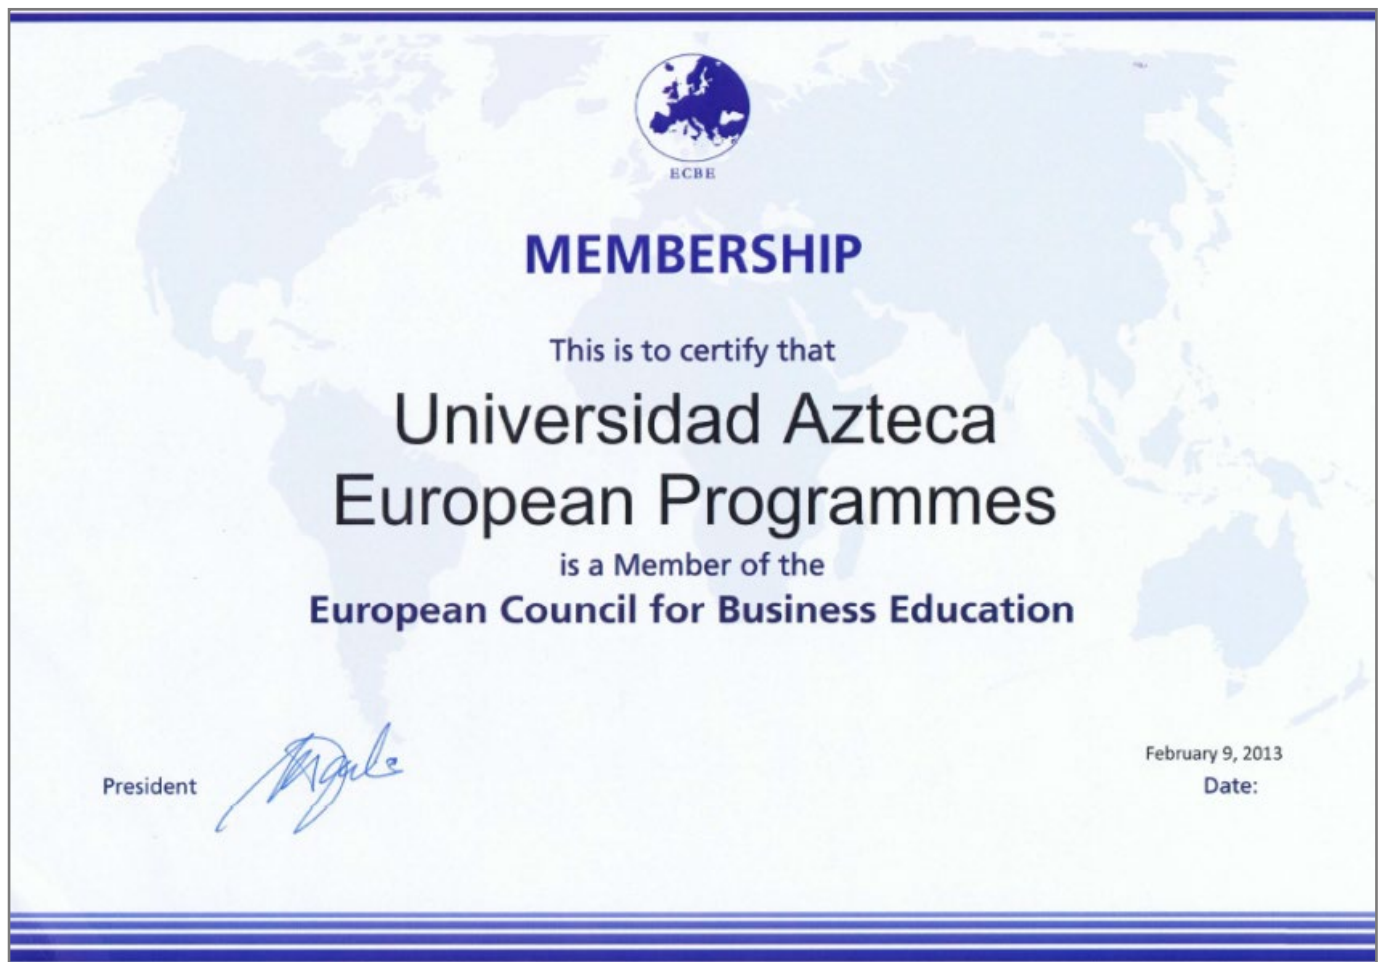 ECBE
MEMBERSHIP
This is to certify that
Universidad Azteca
European Programmes
is a Member of the
European Council for Business Education
President
February 9, 2013
Date: